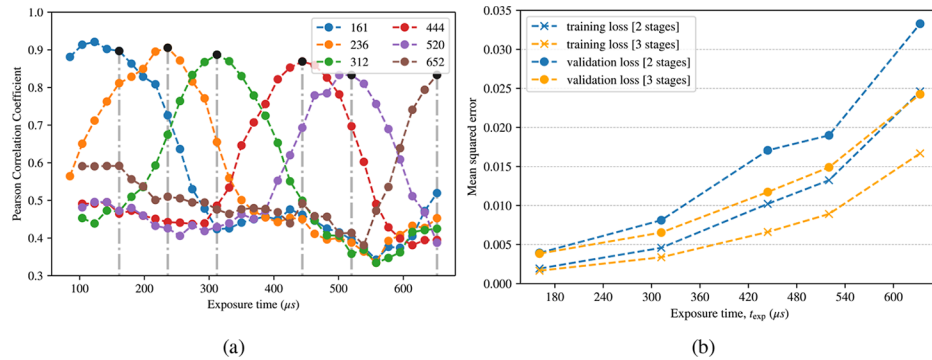 1.0
0.9
0.8
0.7
0.6
0.5
0.4
0.3
Pearson Correlation Coefficient
100 200 300 400 500 600
Exposure time (μs)
161 444
236 520
312 652
(a)
0.035
0.030
0.025
0.020
0.015
0.010
0.005
0.000
Mean squared error
180 240 300 360 420 480 540 600
Exposure time, t_exp (μs)
training loss [2 stages]
training loss [3 stages]
validation loss [2 stages]
validation loss [3 stages]
(b)